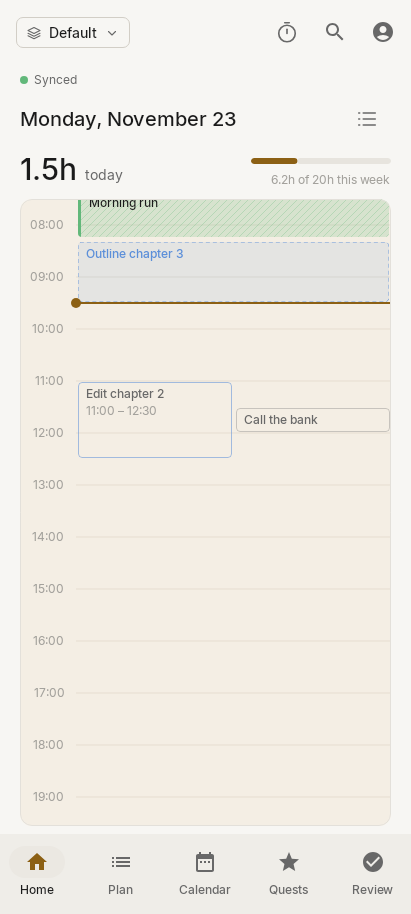 Default
Synced
Monday, November 23
1.5h today
6.2h of 20h this week
Morning run
08:00
Outline chapter 3
09:00
10:00
11:00
Edit chapter 2
11:00 – 12:30
Call the bank
12:00
13:00
14:00
15:00
16:00
17:00
18:00
19:00
Home
Plan
Calendar
Quests
Review